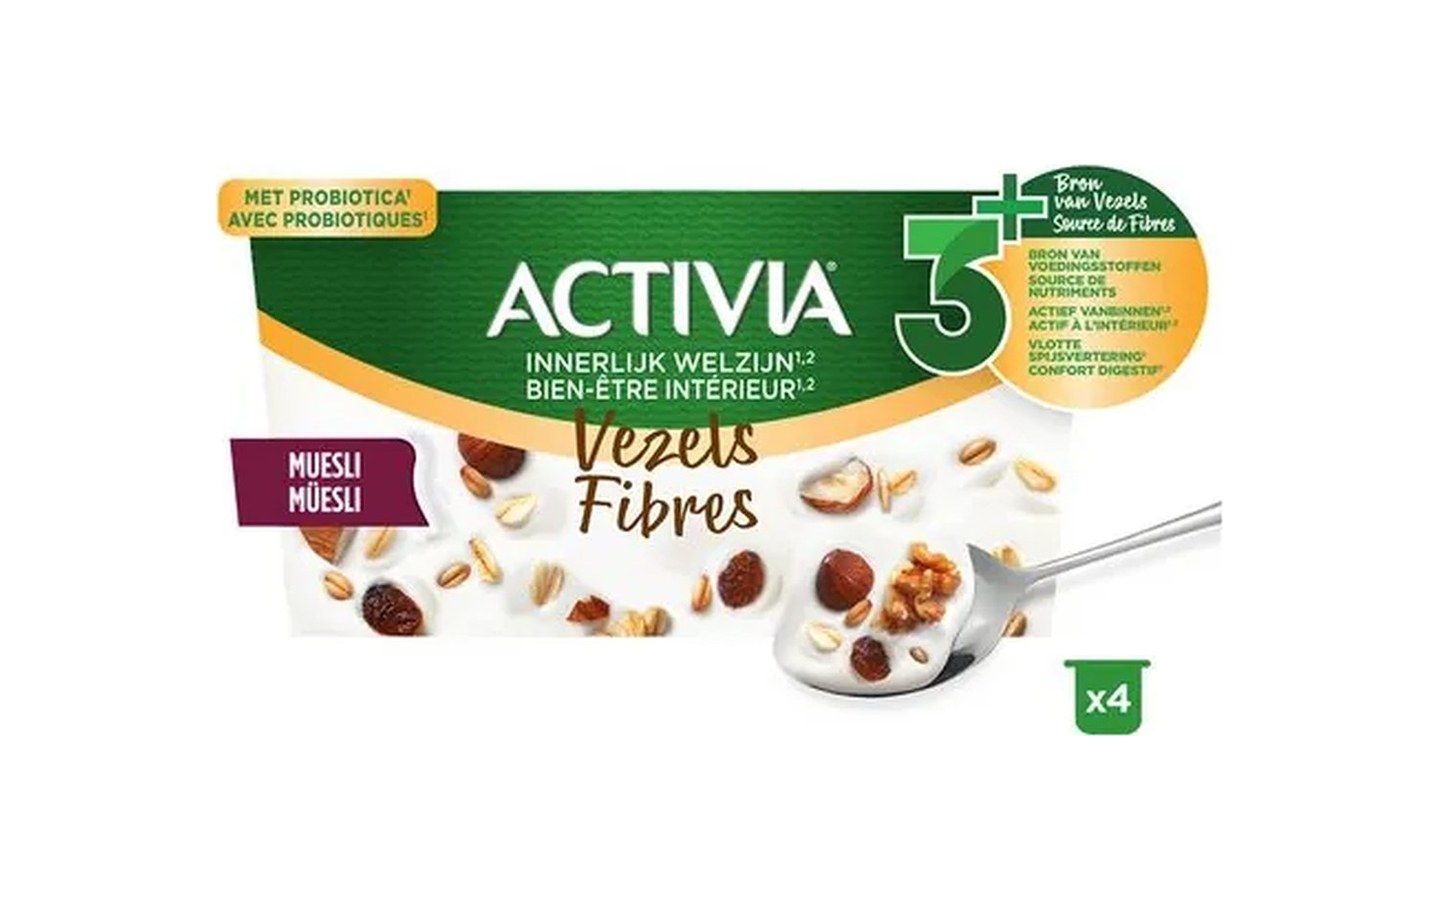 MET PROBIOTICA¹
AVEC PROBIOTIQUES¹
ACTIVIA®
INNERLIJK WELZIJN¹,²
BIEN-ÊTRE INTÉRIEUR¹,²
Vezels
Fibres
MUESLI
MÜESLI
3+
Bron
van Vezels
Source de Fibres
BRON VAN
VOEDINGSSTOFFEN
SOURCE DE
NUTRIMENTS
ACTIEF VANBINNEN¹,²
ACTIF À L'INTÉRIEUR¹,²
VLOTTE
SPIJSVERTERING¹
CONFORT DIGESTIF¹
x4